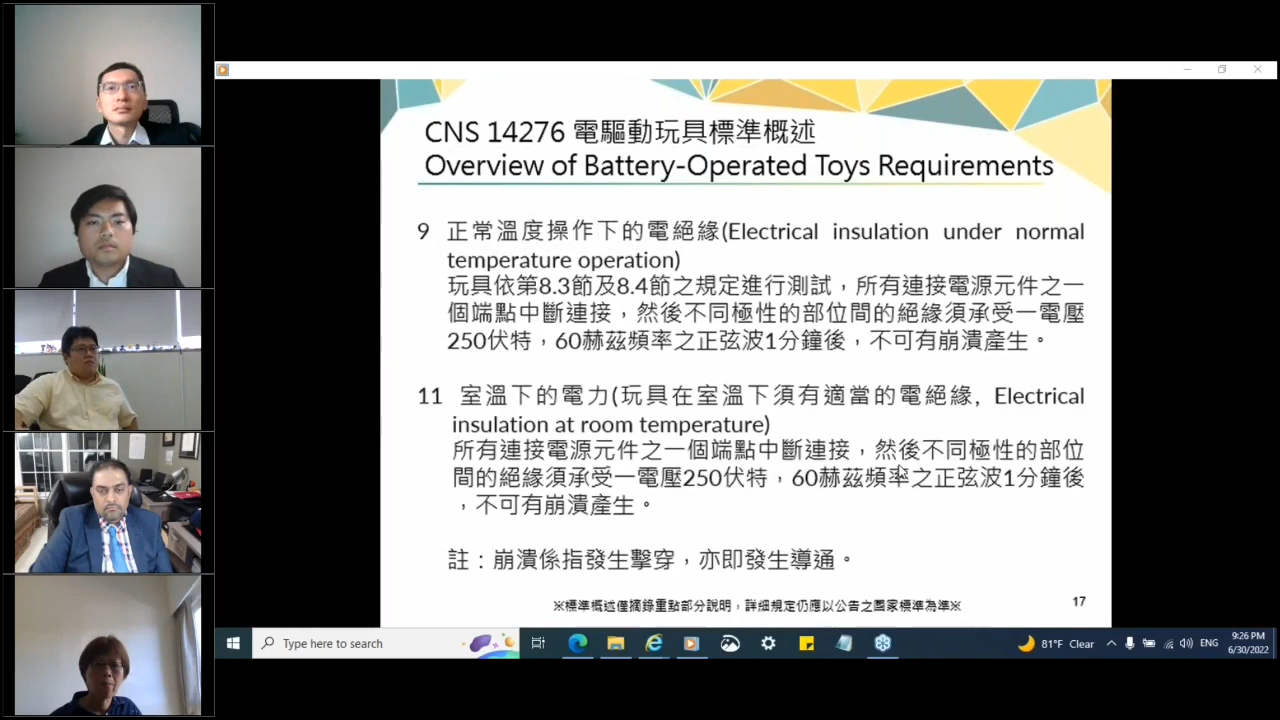 CNS 14276 電驅動玩具標準概述
Overview of Battery-Operated Toys Requirements
9 正常溫度操作下的電絕緣(Electrical insulation under normal
temperature operation)
玩具依第8.3節及8.4節之規定進行測試，所有連接電源元件之一
個端點中斷連接，然後不同極性的部位間的絕緣須承受一電壓
250伏特，60赫茲頻率之正弦波1分鐘後，不可有崩潰產生。
11 室溫下的電力(玩具在室溫下須有適當的電絕緣, Electrical
insulation at room temperature)
所有連接電源元件之一個端點中斷連接，然後不同極性的部位
間的絕緣須承受一電壓250伏特，60赫茲頻率之正弦波1分鐘後
，不可有崩潰產生。
註：崩潰係指發生擊穿，亦即發生導通。
※標準概述僅摘錄重點部分說明，詳細規定仍應以公告之國家標準為準※
17
Type here to search
81°F Clear
ENG
9:26 PM
6/30/2022